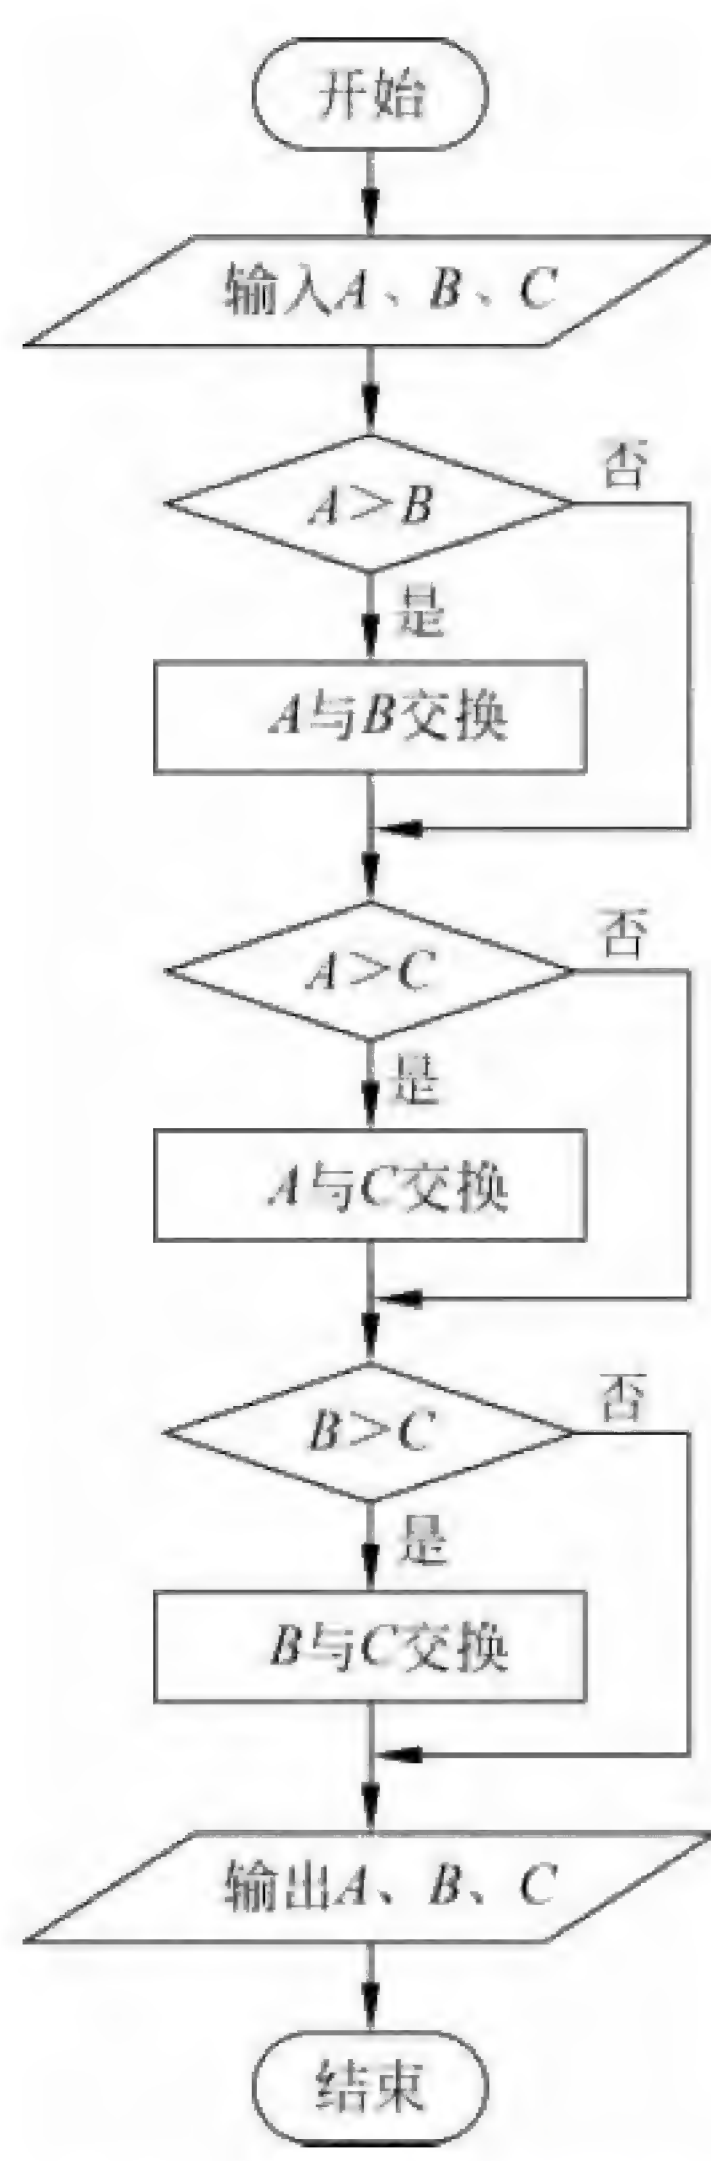 开始
输入A、B、C
A>B
否
是
A与B交换
A>C
否
是
A与C交换
B>C
否
是
B与C交换
输出A、B、C
结束